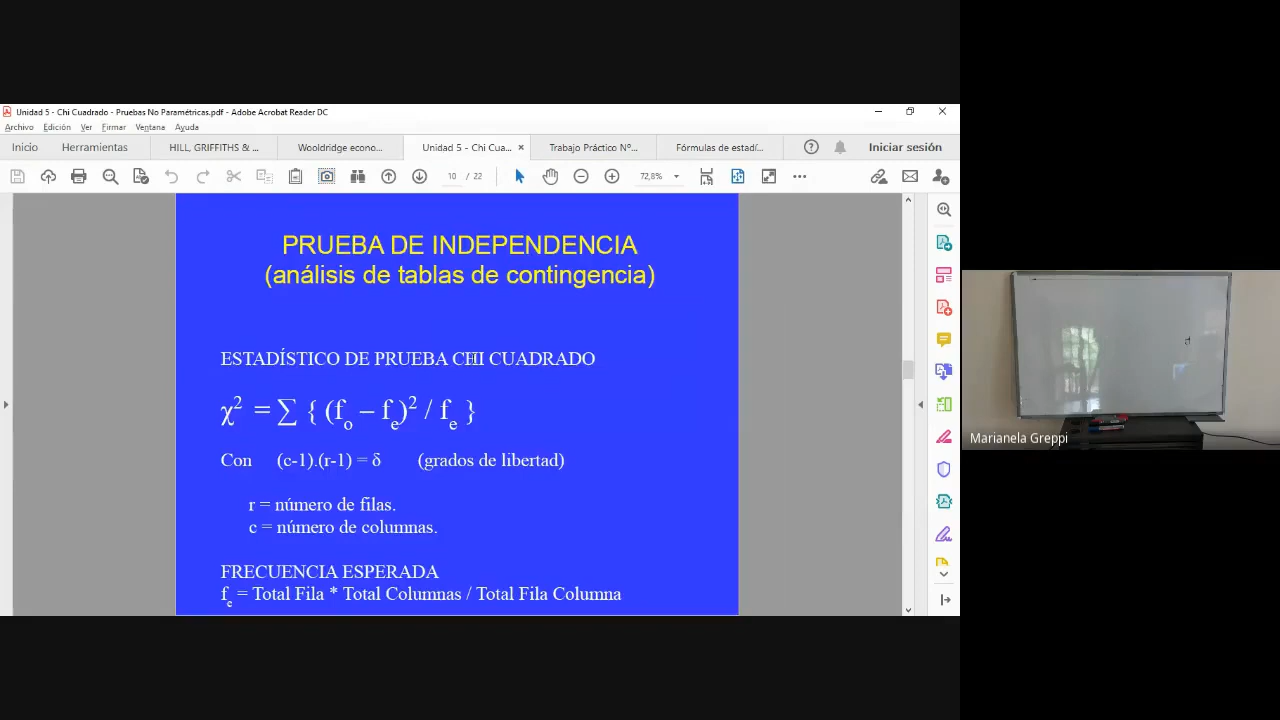 Unidad 5 - Chi Cuadrado - Pruebas No Paramétricas.pdf - Adobe Acrobat Reader DC
Archivo Edición Ver Firmar Ventana Ayuda
Inicio Herramientas HILL, GRIFFITHS & ... Wooldridge econo... Unidad 5 - Chi Cua... × Trabajo Práctico Nº... Fórmulas de estadí... Iniciar sesión
10 / 22 72,8%
PRUEBA DE INDEPENDENCIA
(análisis de tablas de contingencia)
ESTADÍSTICO DE PRUEBA CHI CUADRADO
χ² = ∑ { (fₒ – fₑ)² / fₑ }
Con (c-1).(r-1) = δ (grados de libertad)
r = número de filas.
c = número de columnas.
FRECUENCIA ESPERADA
fₑ = Total Fila * Total Columnas / Total Fila Columna
Marianela Greppi